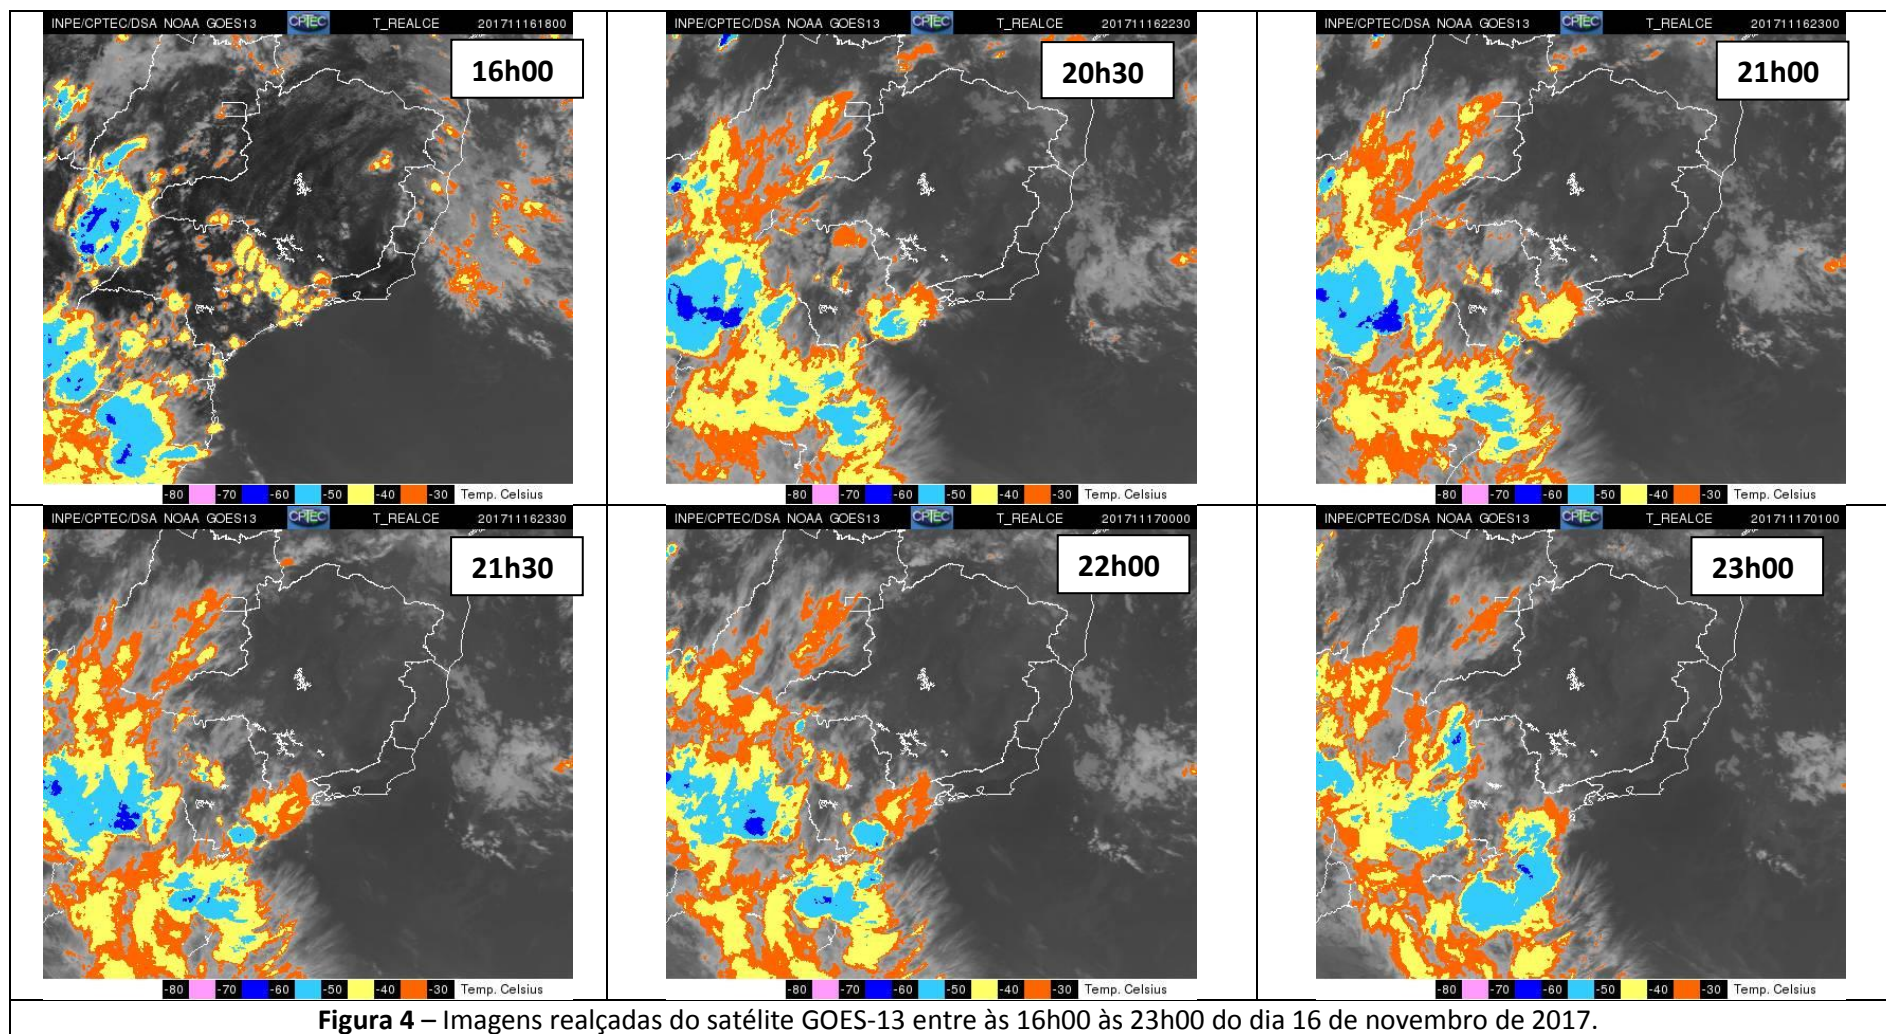 INPE/CPTEC/DSA NOAA GOES13 CPTEC T_REALCE 201711161800
16h00
-80 -70 -60 -50 -40 -30 Temp. Celsius
INPE/CPTEC/DSA NOAA GOES13 CPTEC T_REALCE 201711162230
20h30
-80 -70 -60 -50 -40 -30 Temp. Celsius
INPE/CPTEC/DSA NOAA GOES13 CPTEC T_REALCE 201711162300
21h00
-80 -70 -60 -50 -40 -30 Temp. Celsius
INPE/CPTEC/DSA NOAA GOES13 CPTEC T_REALCE 201711162330
21h30
-80 -70 -60 -50 -40 -30 Temp. Celsius
INPE/CPTEC/DSA NOAA GOES13 CPTEC T_REALCE 201711170000
22h00
-80 -70 -60 -50 -40 -30 Temp. Celsius
INPE/CPTEC/DSA NOAA GOES13 CPTEC T_REALCE 201711170100
23h00
-80 -70 -60 -50 -40 -30 Temp. Celsius
Figura 4 – Imagens realçadas do satélite GOES-13 entre às 16h00 às 23h00 do dia 16 de novembro de 2017.